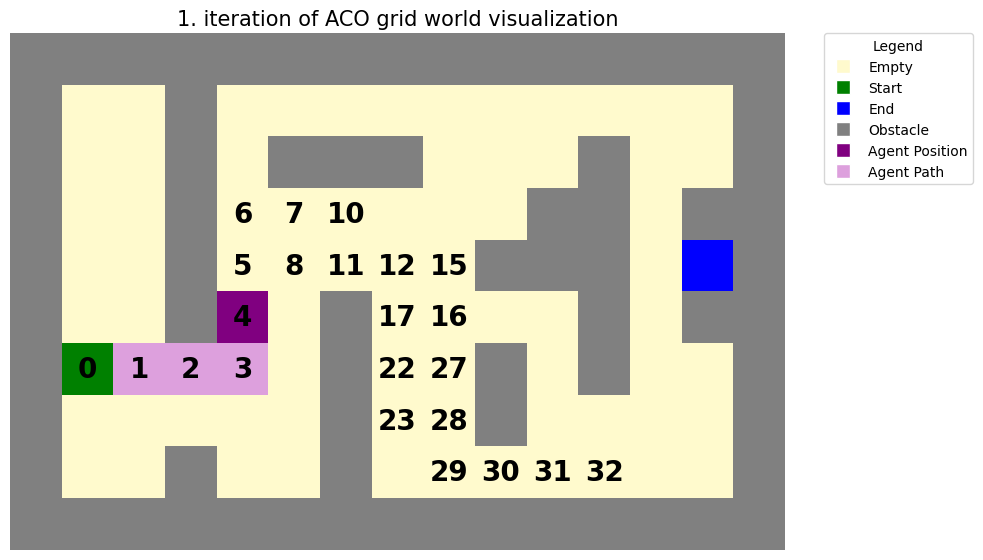 1. iteration of ACO grid world visualization
Legend
Empty
Start
End
Obstacle
Agent Position
Agent Path
6 7 10
5 8 11 12 15
4 17 16
0 1 2 3 22 27
23 28
29 30 31 32